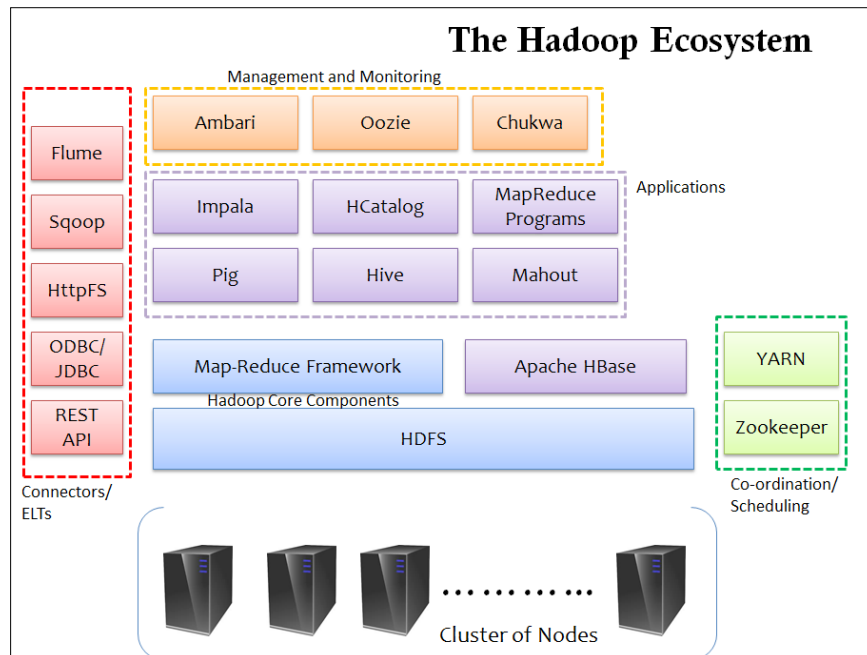 The Hadoop Ecosystem
Management and Monitoring
Ambari
Oozie
Chukwa
Flume
Sqoop
HttpFS
ODBC/
JDBC
REST
API
Connectors/
ELTs
Impala
HCatalog
MapReduce
Programs
Pig
Hive
Mahout
Applications
Map-Reduce Framework
Apache HBase
Hadoop Core Components
HDFS
YARN
Zookeeper
Co-ordination/
Scheduling
Cluster of Nodes